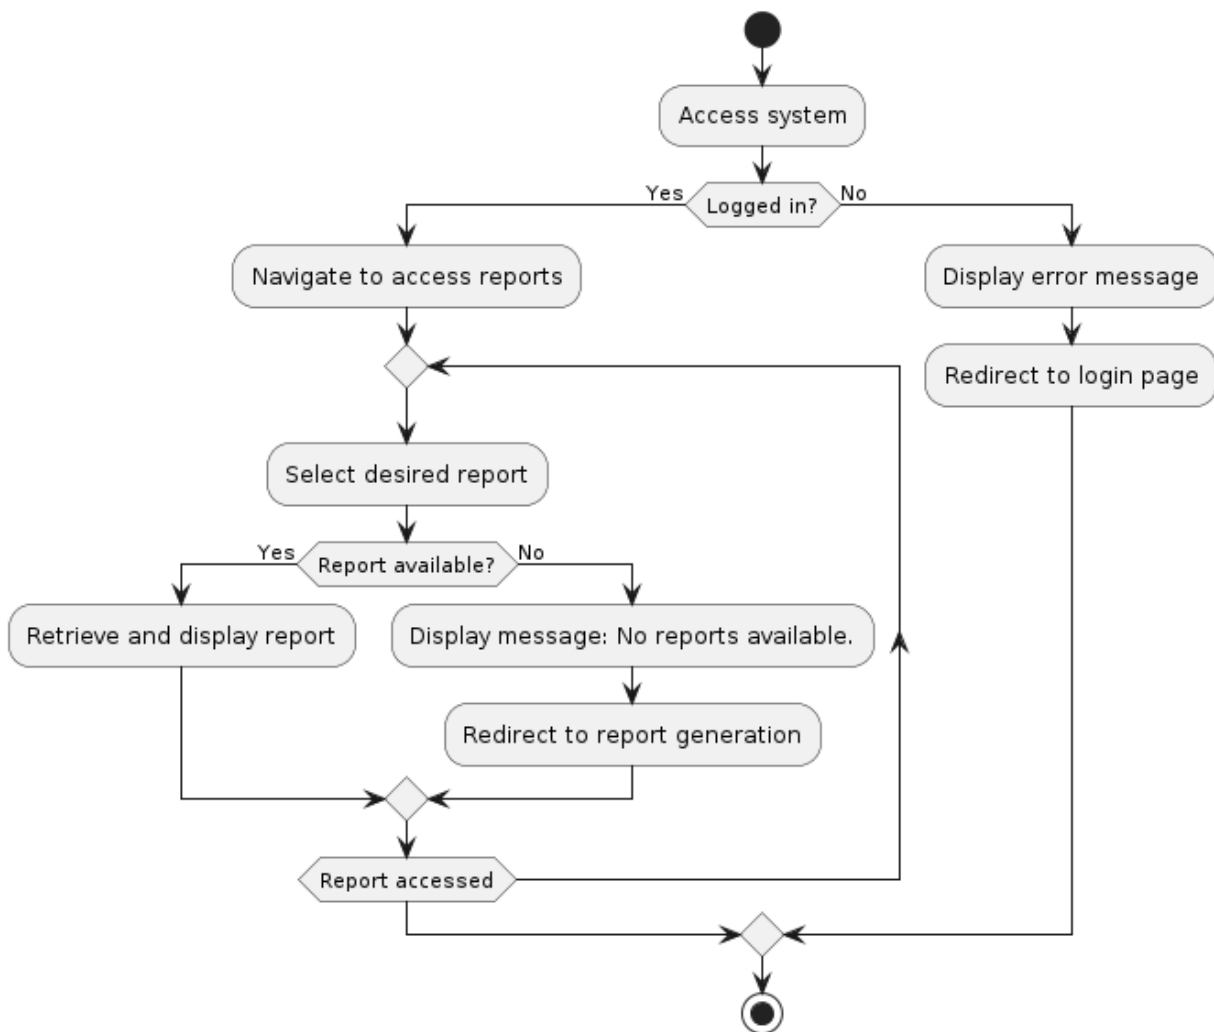 Access system
Yes
Logged in?
No
Navigate to access reports
Display error message
Redirect to login page
Select desired report
Yes
Report available?
No
Retrieve and display report
Display message: No reports available.
Redirect to report generation
Report accessed